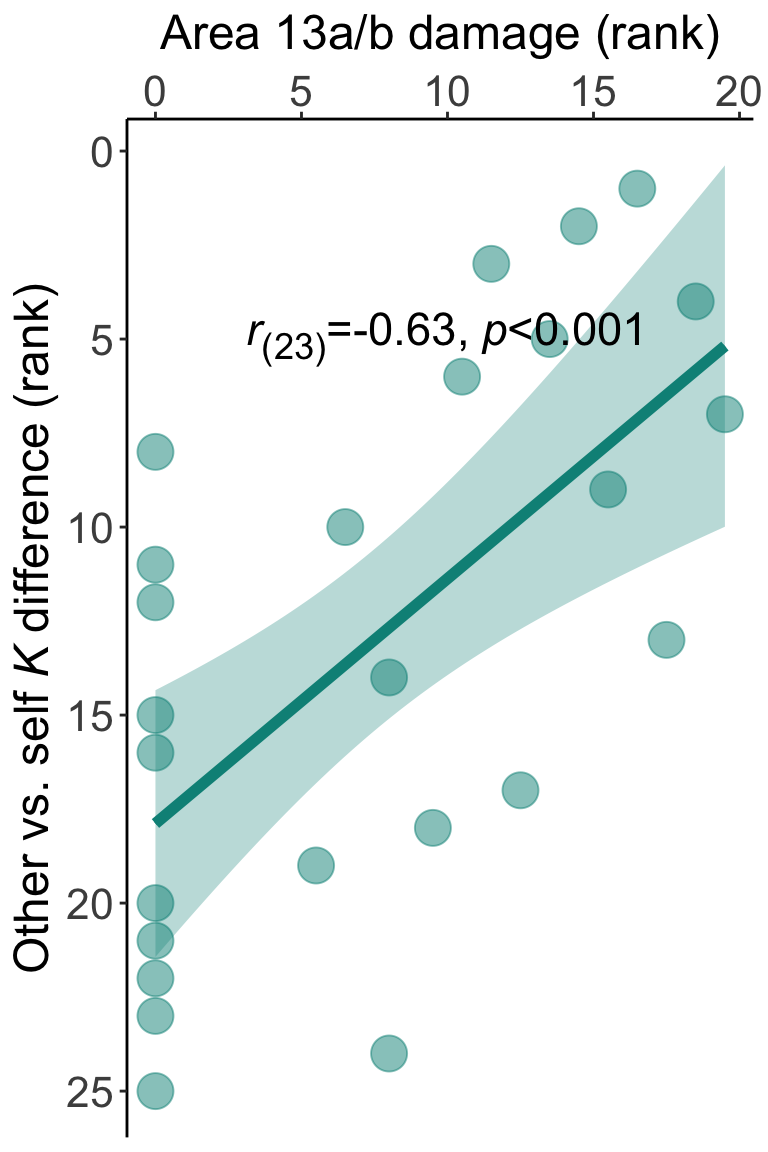 Area 13a/b damage (rank)
0 5 10 15 20
Other vs. self K difference (rank)
0
5
10
15
20
25
r(23)=-0.63, p<0.001